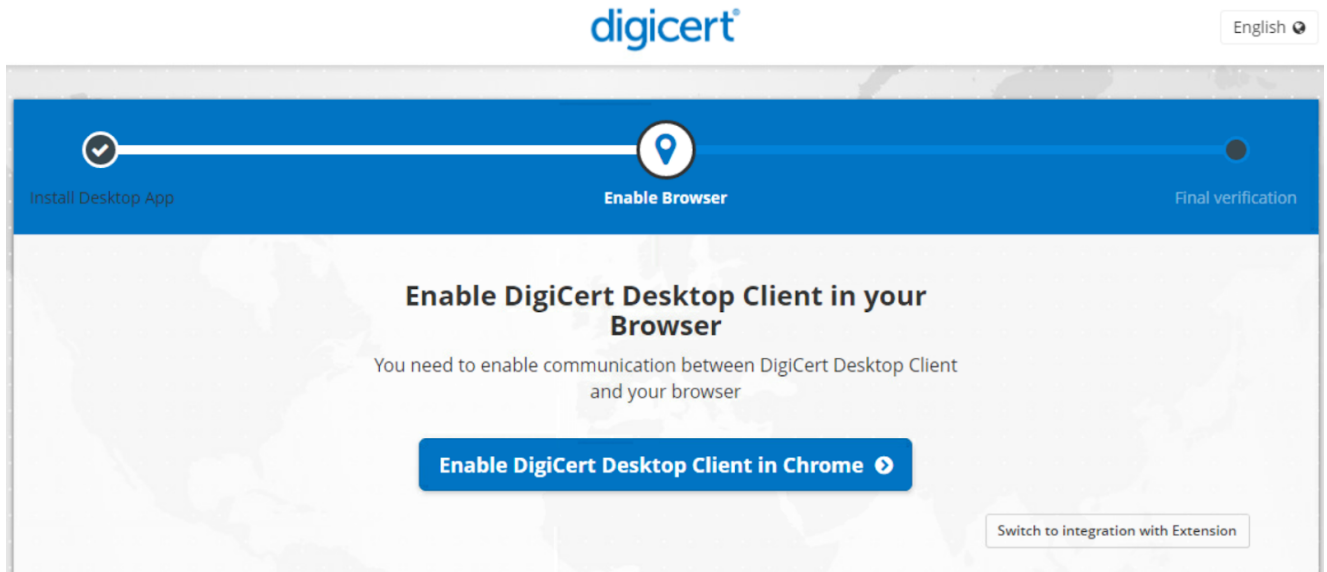 digicert®
English
Install Desktop App
Enable Browser
Final verification
Enable DigiCert Desktop Client in your
Browser
You need to enable communication between DigiCert Desktop Client
and your browser
Enable DigiCert Desktop Client in Chrome
Switch to integration with Extension